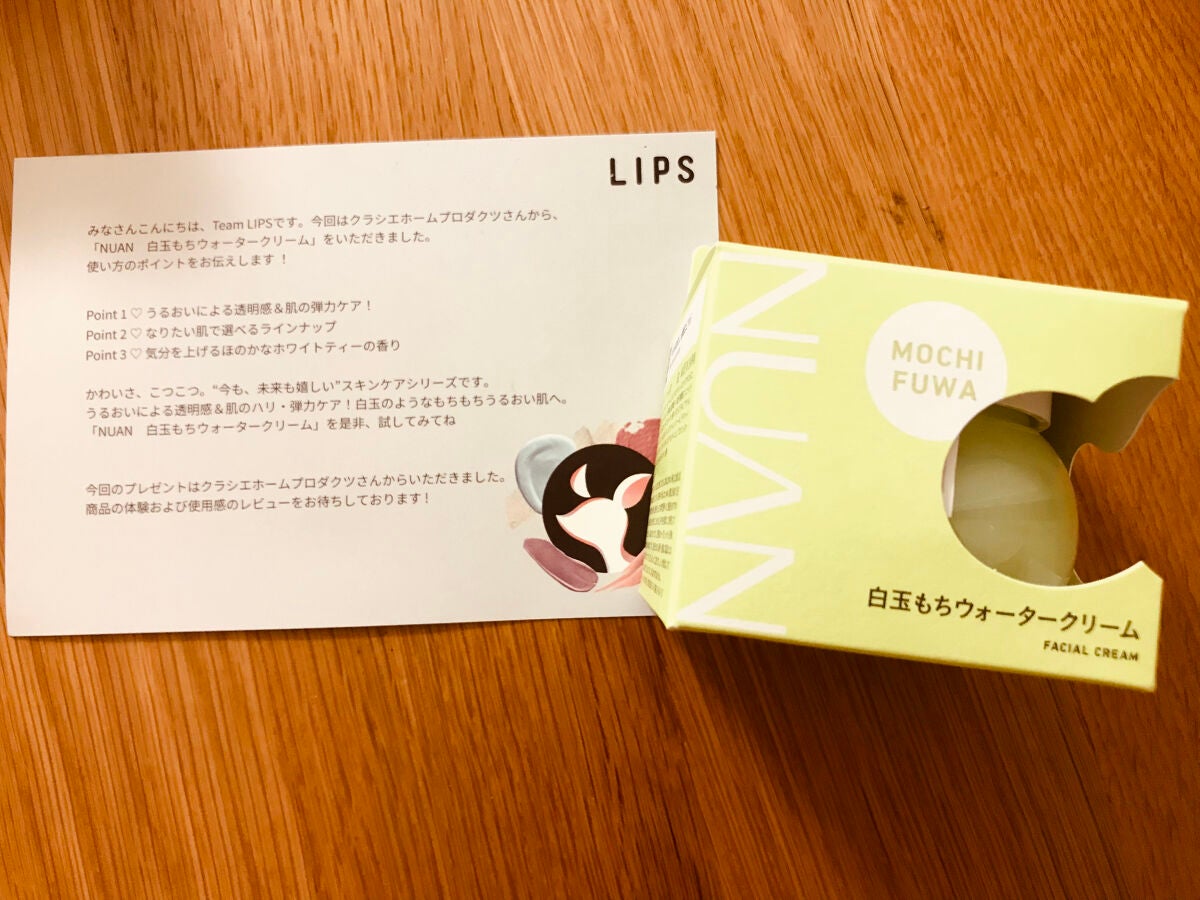 LIPS
みなさんこんにちは、Team LIPSです。今回はクラシエホームプロダクツさんから、
「NUAN　白玉もちウォータークリーム」をいただきました。
使い方のポイントをお伝えします！
Point 1 ♡ うるおいによる透明感＆肌の弾力ケア！
Point 2 ♡ なりたい肌で選べるラインナップ
Point 3 ♡ 気分を上げるほのかなホワイトティーの香り
かわいさ、こつこつ。“今も、未来も嬉しい”スキンケアシリーズです。
うるおいによる透明感＆肌のハリ・弾力ケア！白玉のようなもちもちうるおい肌へ。
「NUAN　白玉もちウォータークリーム」を是非、試してみてね
今回のプレゼントはクラシエホームプロダクツさんからいただきました。
商品の体験および使用感のレビューをお待ちしております！
NUAN
MOCHI
FUWA
白玉もちウォータークリーム
FACIAL CREAM